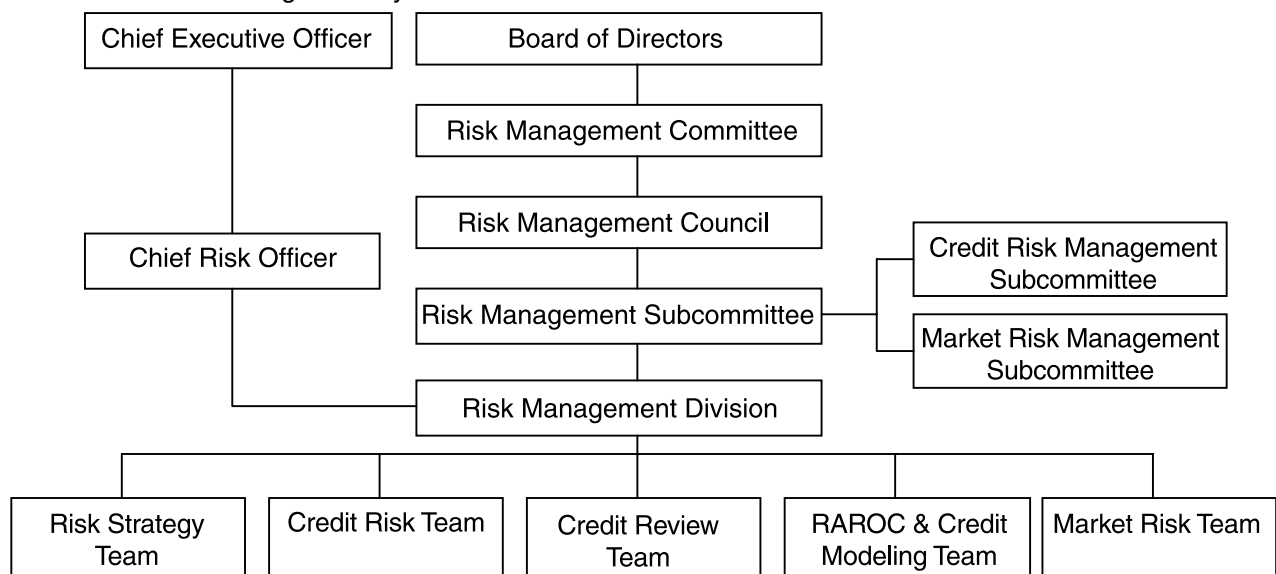 Chief Executive Officer
Board of Directors
Risk Management Committee
Risk Management Council
Chief Risk Officer
Credit Risk Management
Subcommittee
Risk Management Subcommittee
Market Risk Management
Subcommittee
Risk Management Division
Risk Strategy
Team
Credit Risk Team
Credit Review
Team
RAROC & Credit
Modeling Team
Market Risk Team